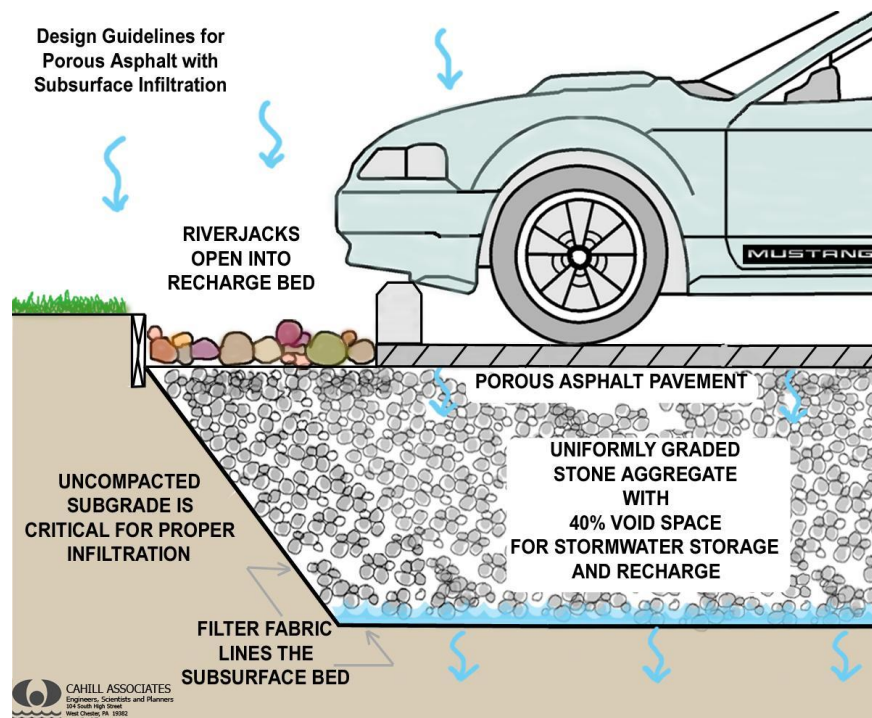 Design Guidelines for
Porous Asphalt with
Subsurface Infiltration
RIVERJACKS
OPEN INTO
RECHARGE BED
MUSTANG
POROUS ASPHALT PAVEMENT
UNIFORMLY GRADED
STONE AGGREGATE
WITH
40% VOID SPACE
FOR STORMWATER STORAGE
AND RECHARGE
UNCOMPACTED
SUBGRADE IS
CRITICAL FOR PROPER
INFILTRATION
FILTER FABRIC
LINES THE
SUBSURFACE BED
CAHILL ASSOCIATES
Engineers, Scientists and Planners
104 South High Street
West Chester, PA 19382